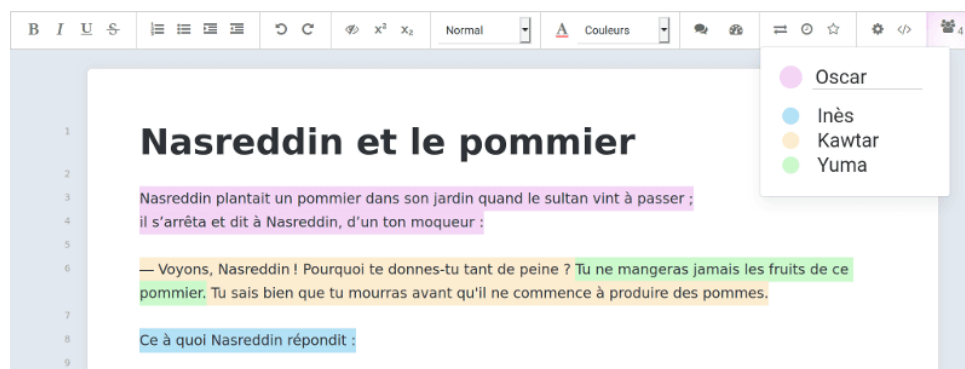 B I U S x² x₂ Normal A Couleurs </> 4
Oscar
Inès
Kawtar
Yuma
1 Nasreddin et le pommier
2
3 Nasreddin plantait un pommier dans son jardin quand le sultan vint à passer ;
4 il s’arrêta et dit à Nasreddin, d’un ton moqueur :
5
6 — Voyons, Nasreddin ! Pourquoi te donnes-tu tant de peine ? Tu ne mangeras jamais les fruits de ce
pommier. Tu sais bien que tu mourras avant qu'il ne commence à produire des pommes.
7
8 Ce à quoi Nasreddin répondit :
9